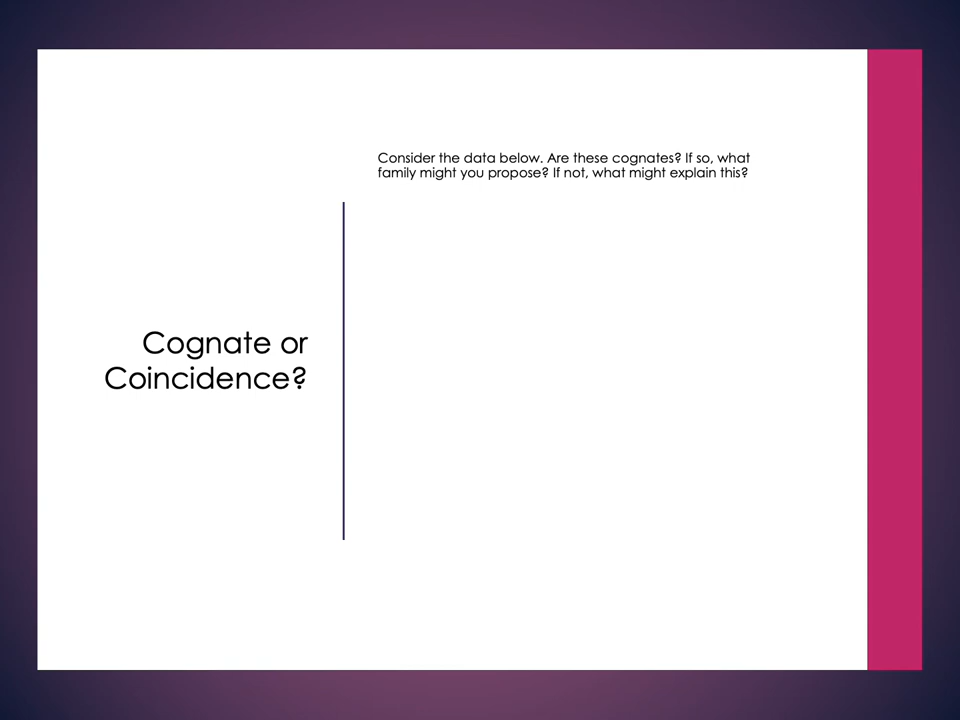 Consider the data below. Are these cognates? If so, what
family might you propose? If not, what might explain this?
Cognate or
Coincidence?